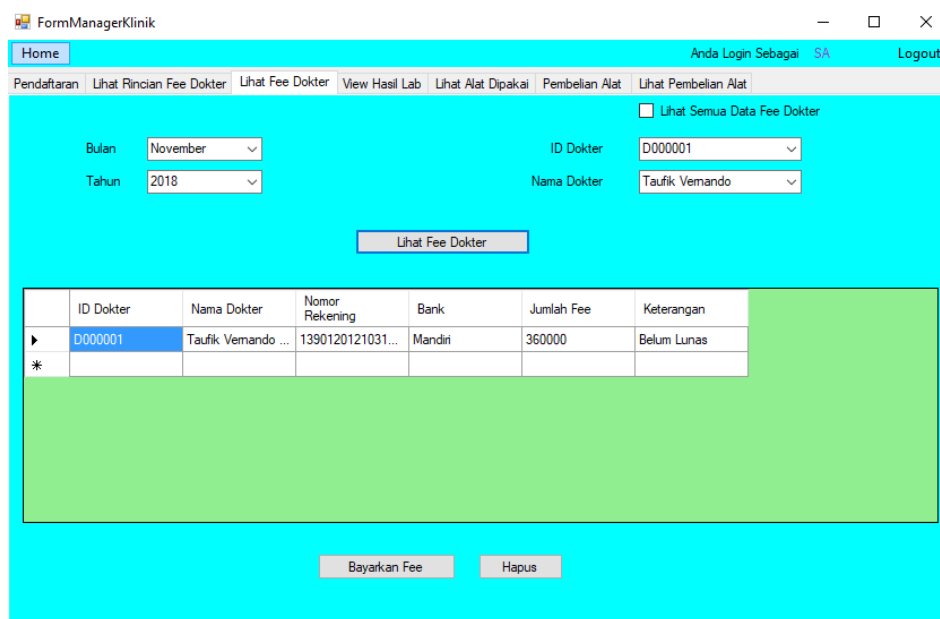 FormManagerKlinik
Home Anda Login Sebagai SA Logout
Pendaftaran Lihat Rincian Fee Dokter Lihat Fee Dokter View Hasil Lab Lihat Alat Dipakai Pembelian Alat Lihat Pembelian Alat
Lihat Semua Data Fee Dokter
Bulan November ID Dokter D000001
Tahun 2018 Nama Dokter Taufik Vernando
Lihat Fee Dokter
ID Dokter Nama Dokter Nomor Rekening Bank Jumlah Fee Keterangan
D000001 Taufik Vernando ... 1390120121031... Mandiri 360000 Belum Lunas
Bayarkan Fee Hapus